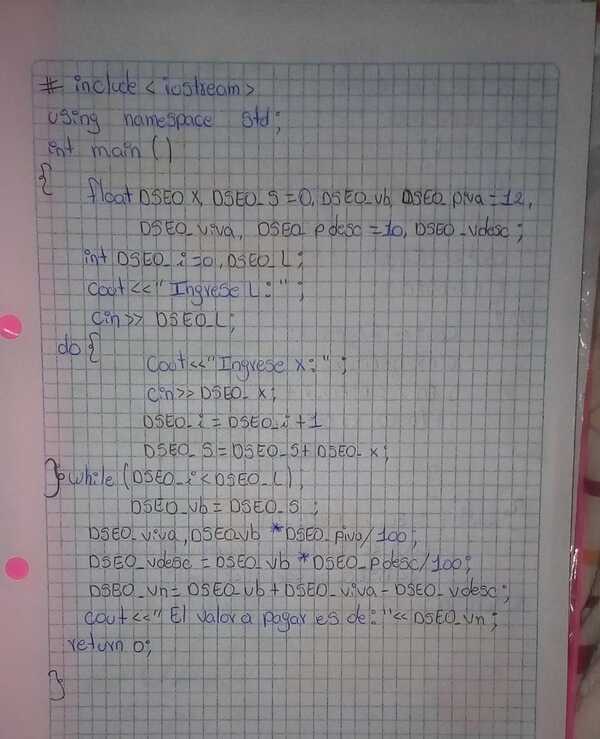 # include < iostream >
using namespace std;
int main ()
{
float DSEO X, DSEO_S = 0, DSEO_vb, DSEO_piva = 12,
DSEO_viva, DSEO_pdesc = 10, DSEO_vdesc;
int DSEO_i = 0, DSEO_L;
cout << "Ingrese L: " ;
cin >> DSEO_L;
do {
cout << "Ingrese x: " ;
cin >> DSEO_x;
DSEO_i = DSEO_i + 1
DSEO_S = DSEO_S + DSEO_x;
} while (DSEO_i < DSEO_L),
DSEO_vb = DSEO_S ;
DSEO_viva, DSEO_vb * DSEO_piva/100;
DSEO_vdesc = DSEO_vb * DSEO_pdesc/100;
DSEO_vn = DSEO_vb + DSEO_viva - DSEO_vdesc;
cout << " El valor a pagar es de: " << DSEO_vn;
return 0;
}